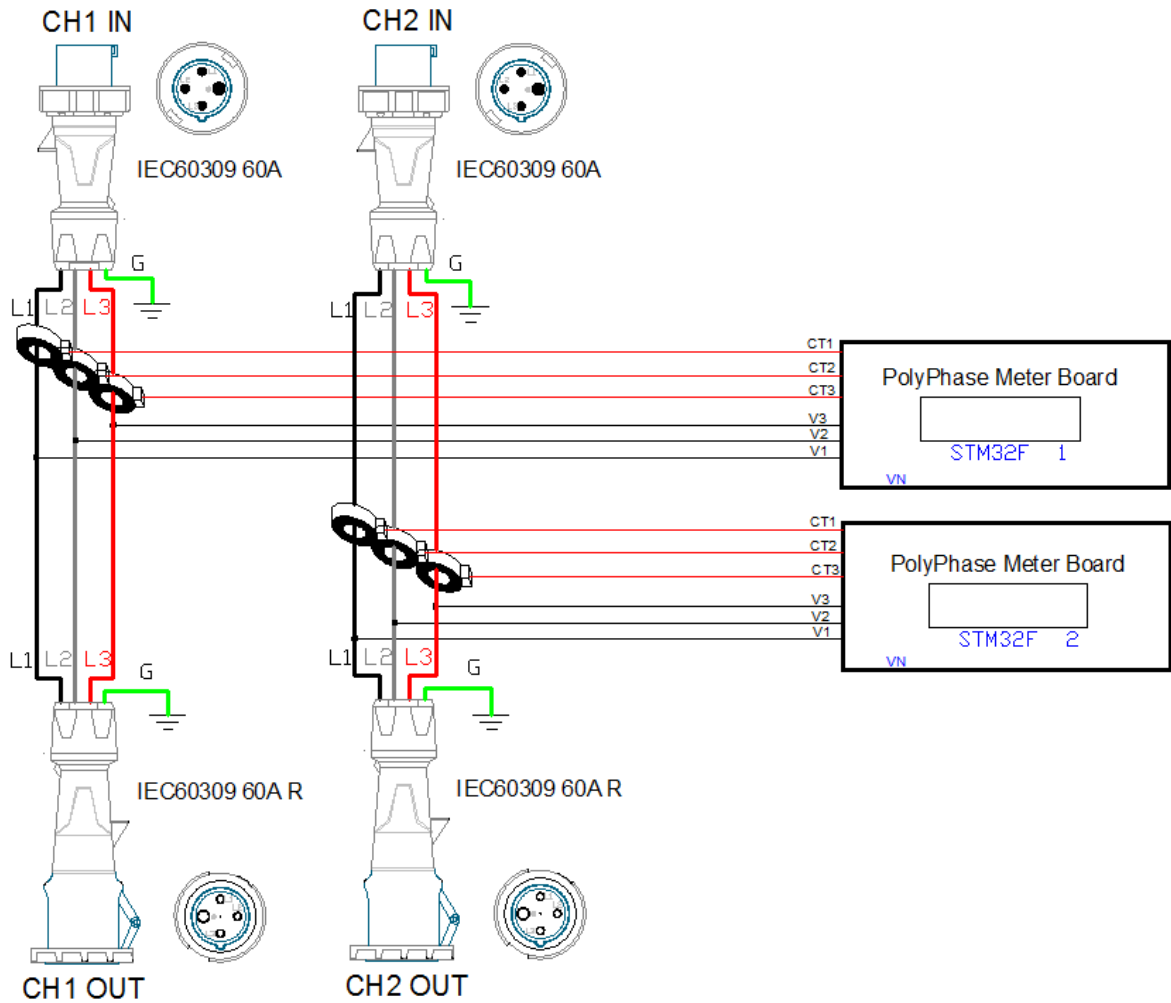 CH1 IN
CH2 IN
IEC60309 60A
IEC60309 60A
G
G
L1
L2
L3
L1
L2
L3
CT1
CT2
CT3
V3
V2
V1
PolyPhase Meter Board
STM32F 1
VN
CT1
CT2
CT3
V3
V2
V1
PolyPhase Meter Board
STM32F 2
VN
L1
L2
L3
G
L1
L2
L3
G
IEC60309 60A R
IEC60309 60A R
CH1 OUT
CH2 OUT